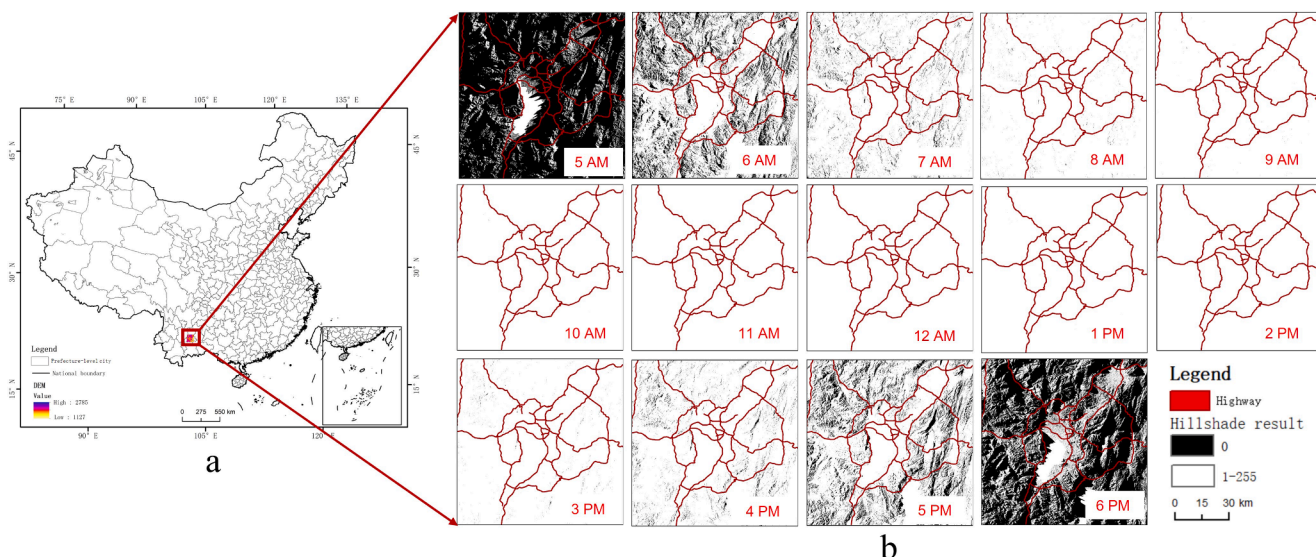 75°E 90°E 105°E 120°E 135°E
45°N 45°N
30°N 30°N
15°N 15°N
90°E 105°E 120°E
Legend
Prefecture-level city
National boundary
DEM
Value
High : 2785
Low : 1127
0 275 550 km
a
5 AM 6 AM 7 AM 8 AM 9 AM
10 AM 11 AM 12 AM 1 PM 2 PM
3 PM 4 PM 5 PM 6 PM
Legend
Highway
Hillshade result
0
1-255
0 15 30 km
b